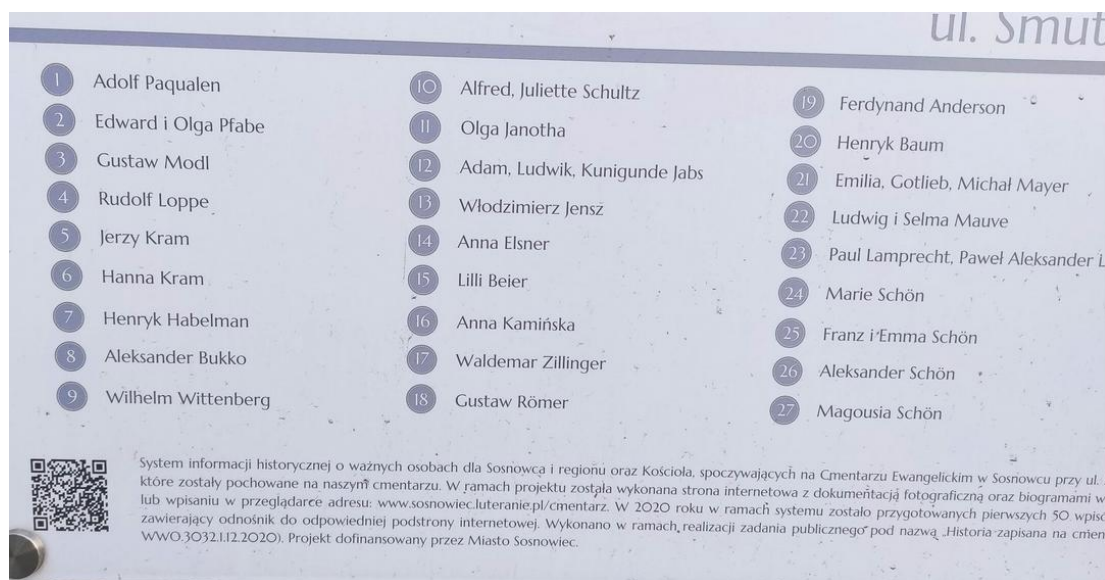 ul. Smut
1 Adolf Paqualen
2 Edward i Olga Pfabe
3 Gustaw Modl
4 Rudolf Loppe
5 Jerzy Kram
6 Hanna Kram
7 Henryk Habelman
8 Aleksander Bukko
9 Wilhelm Wittenberg
10 Alfred, Juliette Schultz
11 Olga Janotha
12 Adam, Ludwik, Kunigunde Jabs
13 Włodzimierz Jensz
14 Anna Elsner
15 Lilli Beier
16 Anna Kamińska
17 Waldemar Zillinger
18 Gustaw Römer
19 Ferdynand Anderson
20 Henryk Baum
21 Emilia, Gotlieb, Michał Mayer
22 Ludwig i Selma Mauve
23 Paul Lamprecht, Paweł Aleksander L
24 Marie Schön
25 Franz i Emma Schön
26 Aleksander Schön
27 Magousia Schön
System informacji historycznej o ważnych osobach dla Sosnowca i regionu oraz Kościoła, spoczywających na Cmentarzu Ewangelickim w Sosnowcu przy ul.
które zostały pochowane na naszym cmentarzu. W ramach projektu została wykonana strona internetowa z dokumentacją fotograficzną oraz biogramami w
lub wpisaniu w przeglądarce adresu: www.sosnowiec.luteranie.pl/cmentarz. W 2020 roku w ramach systemu zostało przygotowanych pierwszych 50 wpisó
zawierający odnośnik do odpowiedniej podstrony internetowej. Wykonano w ramach realizacji zadania publicznego pod nazwą „Historia zapisana na cmen
WWO.3032.1.12.2020). Projekt dofinansowany przez Miasto Sosnowiec.